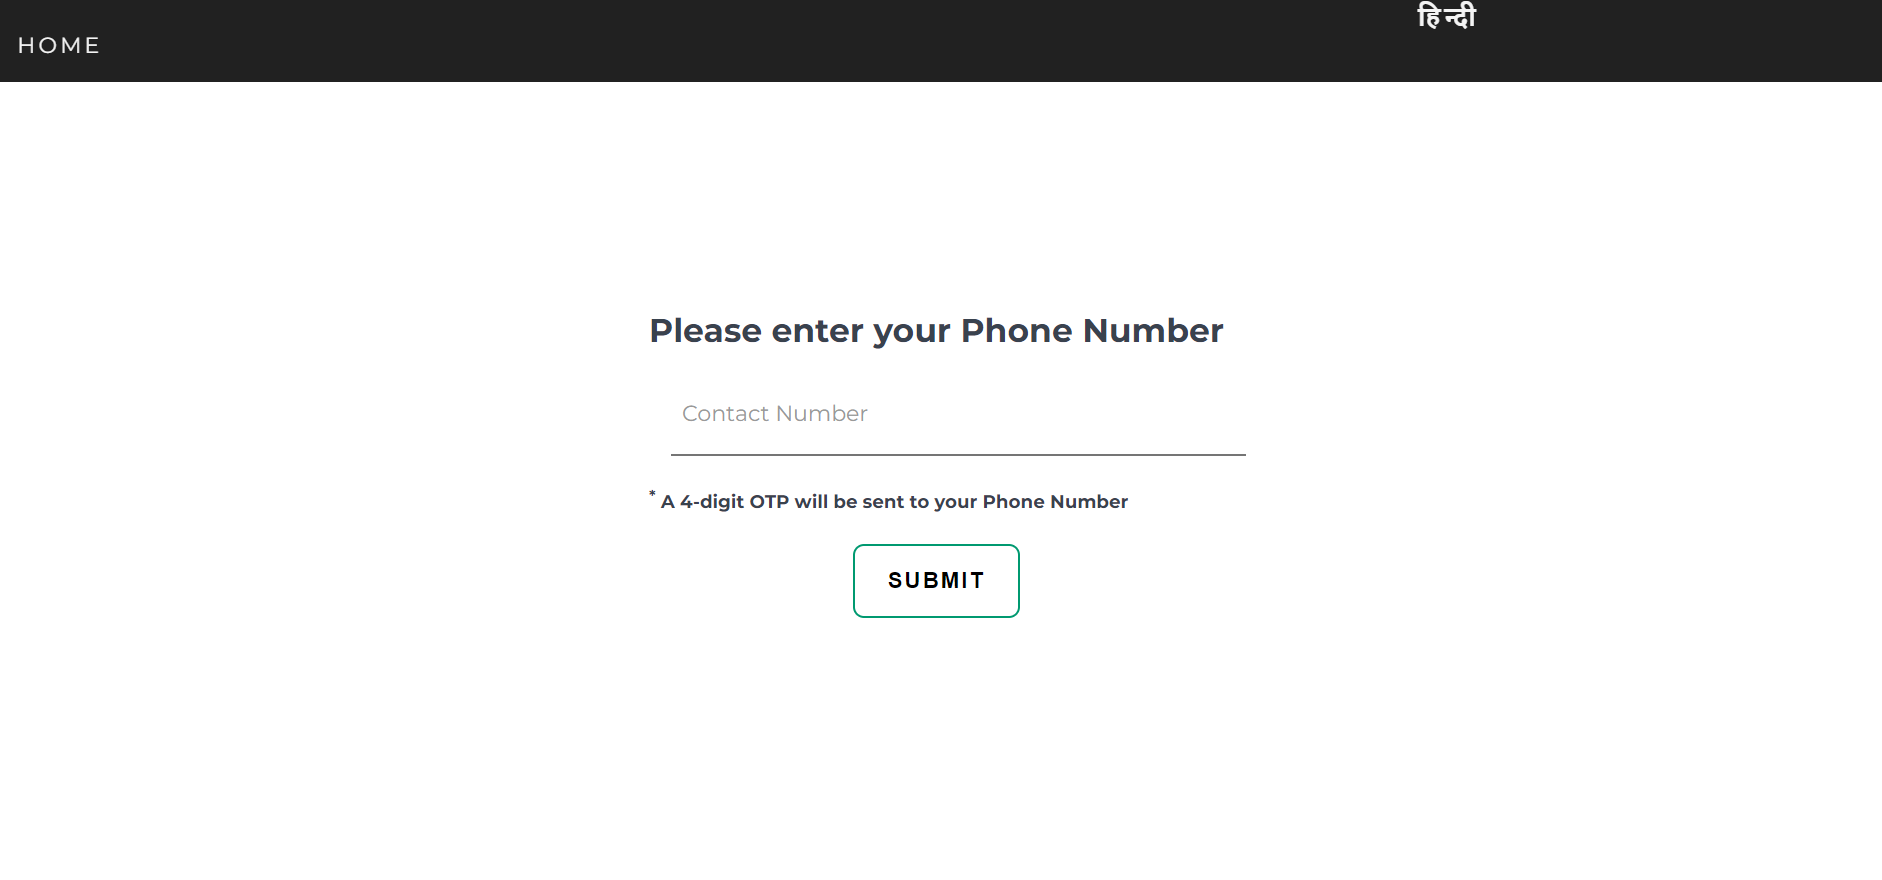 हिन्दी
HOME
Please enter your Phone Number
Contact Number
* A 4-digit OTP will be sent to your Phone Number
SUBMIT